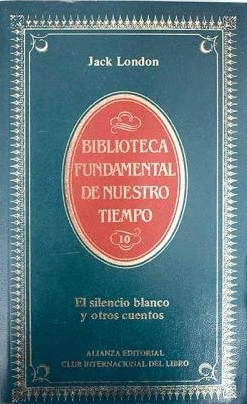 Jack London
BIBLIOTECA
FUNDAMENTAL
DE NUESTRO
TIEMPO
10
El silencio blanco
y otros cuentos
ALIANZA EDITORIAL
CLUB INTERNACIONAL DEL LIBRO